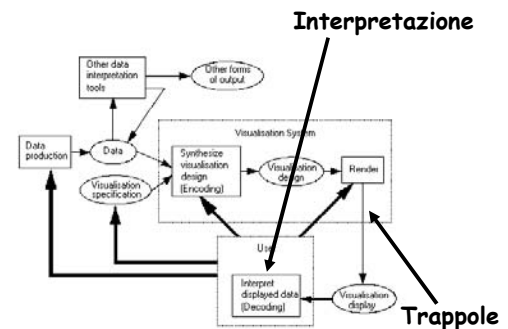 Interpretazione
Other data
interpretation
tools
Other forms
of output
Visualisation System
Data
production
Data
Synthesize
visualisation
design
(Encoding)
Visualisation
design
Render
Visualisation
specification
User
Interpret
displayed data
(Decoding)
Visualisation
display
Trappole